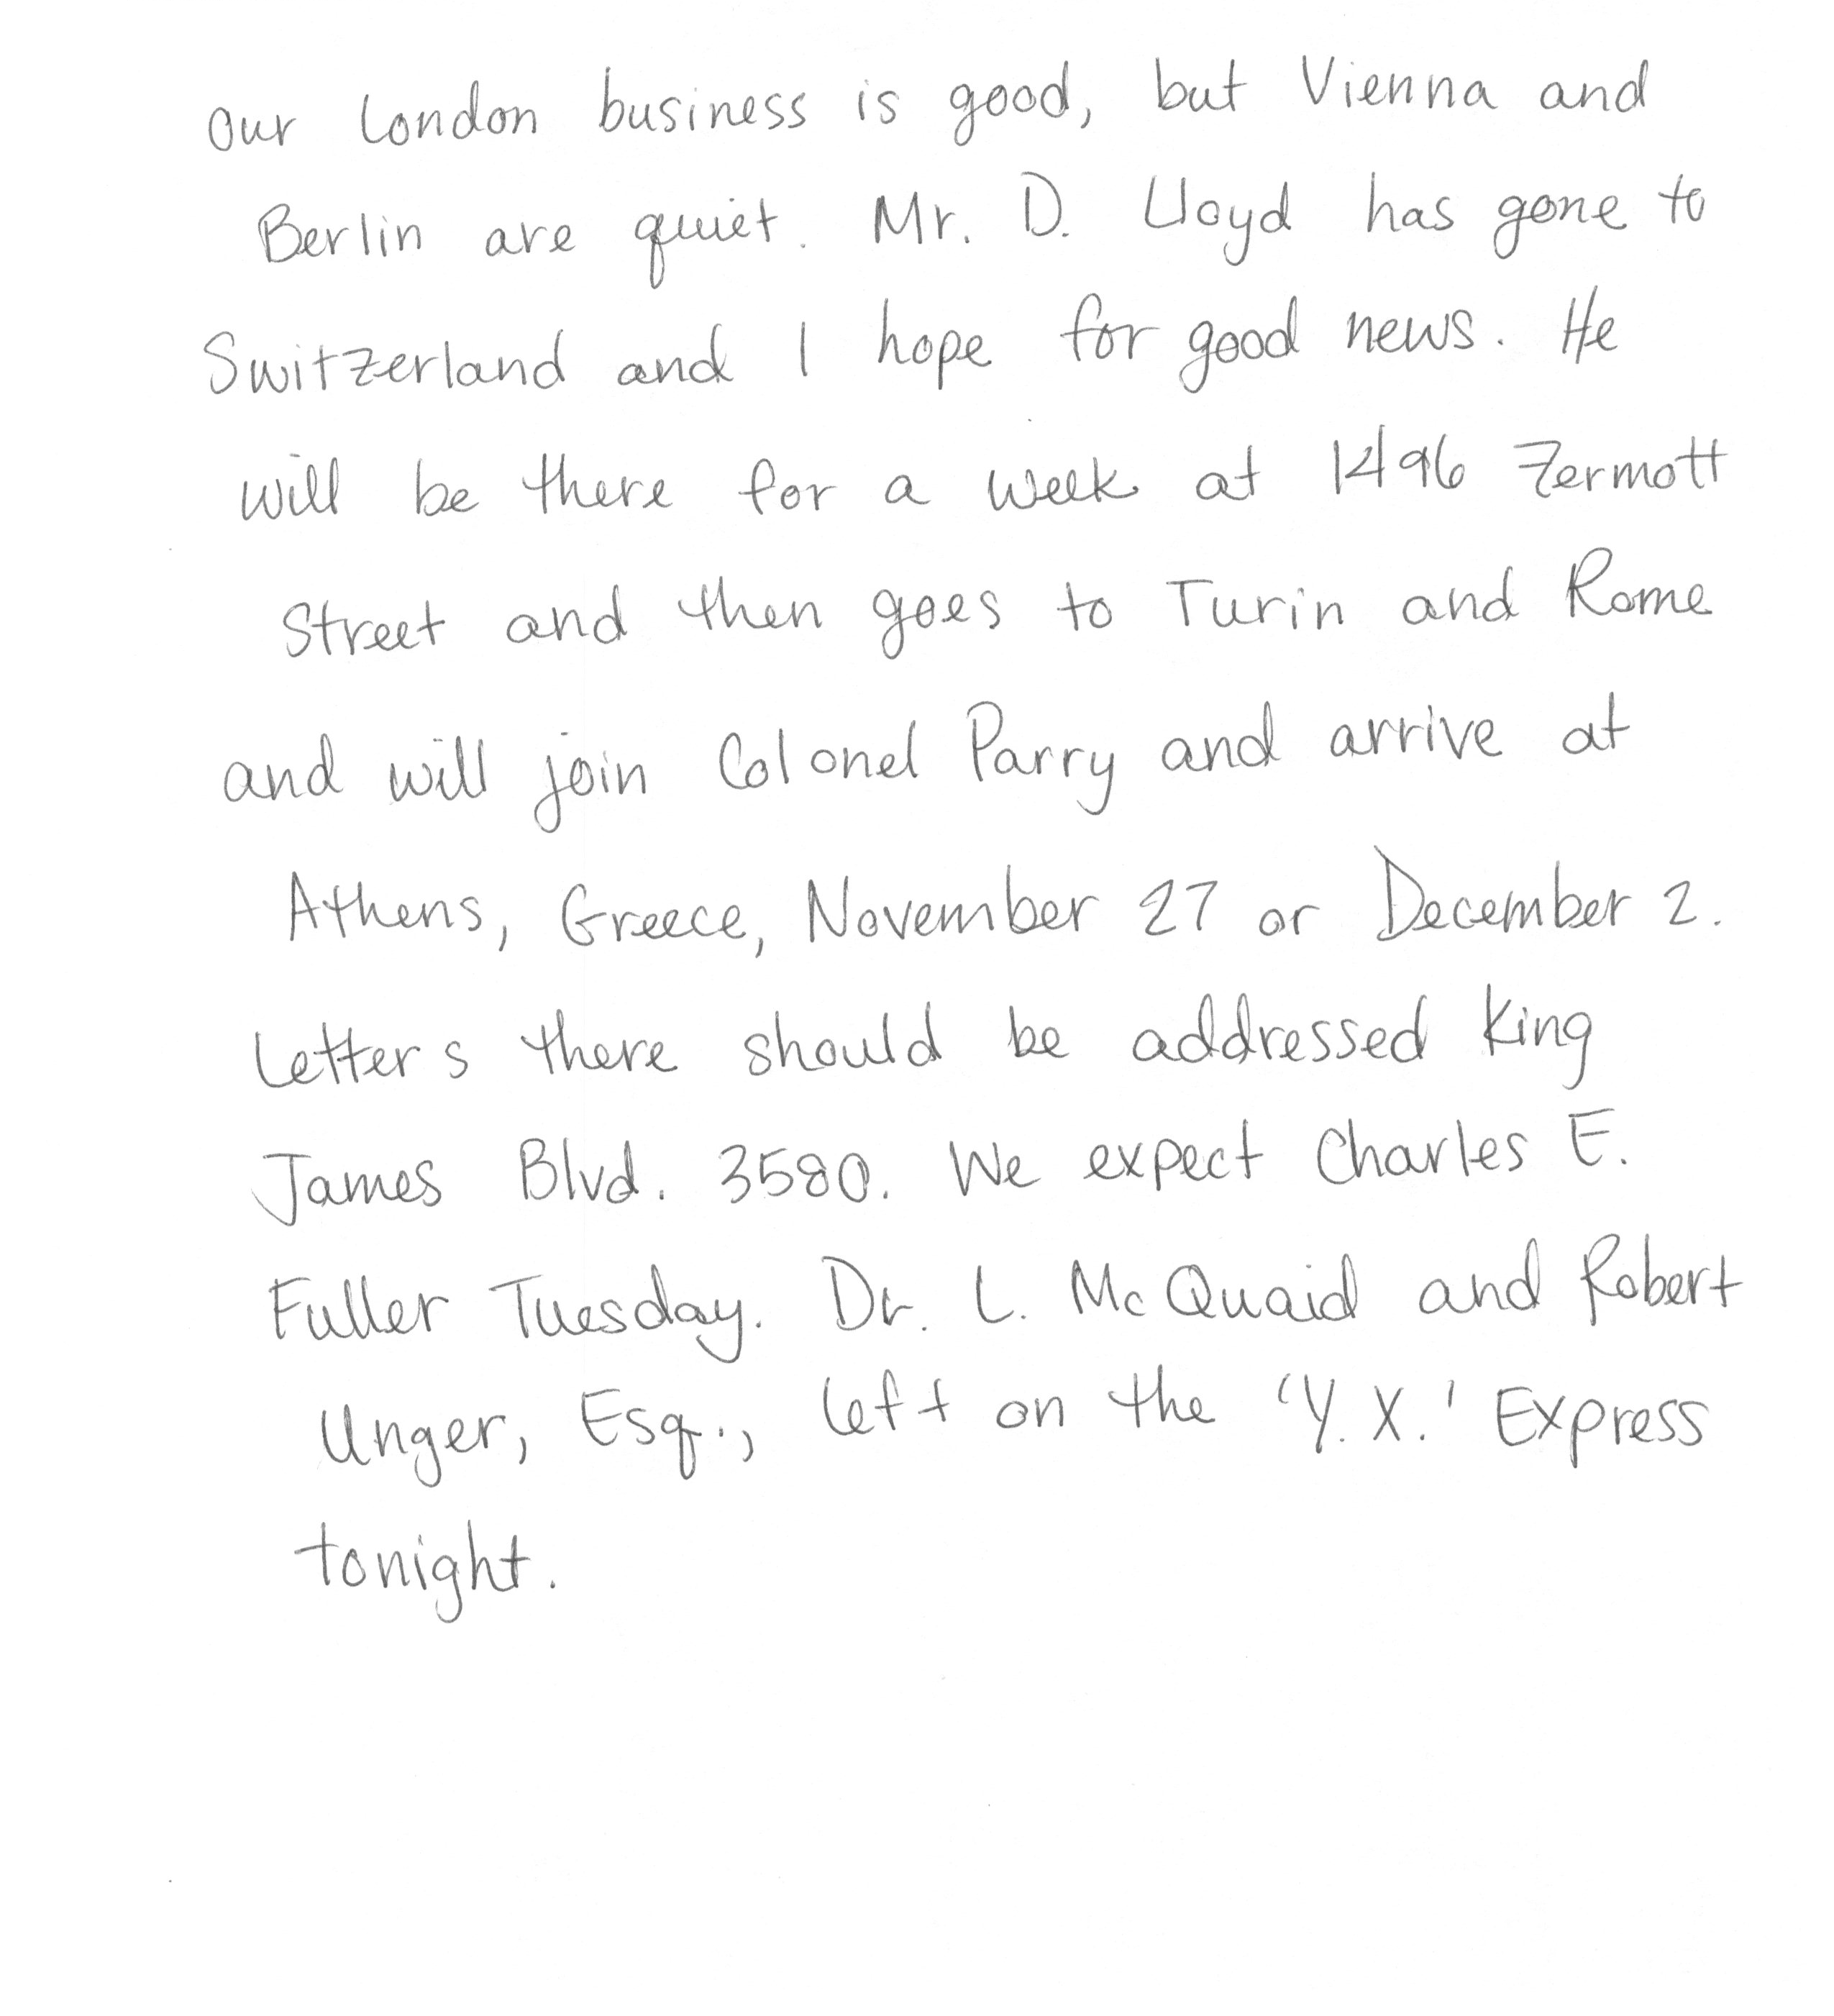 Our London business is good, but Vienna and
Berlin are quiet. Mr. D. Lloyd has gone to
Switzerland and I hope for good news. He
will be there for a week at 1496 Zermott
Street and then goes to Turin and Rome
and will join Colonel Parry and arrive at
Athens, Greece, November 27 or December 2.
Letters there should be addressed King
James Blvd. 3580. We expect Charles E.
Fuller Tuesday. Dr. L. McQuaid and Robert
Unger, Esq., left on the 'Y. X.' Express
tonight.